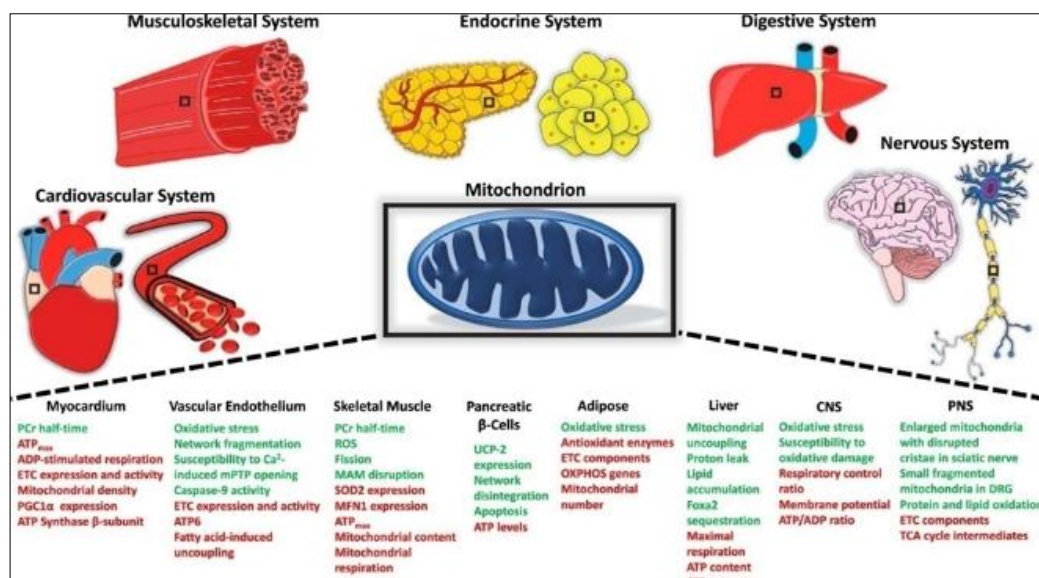 Musculoskeletal System
Endocrine System
Digestive System
Nervous System
Cardiovascular System
Mitochondrion
Myocardium
PCr half-time
ATPmax
ADP-stimulated respiration
ETC expression and activity
Mitochondrial density
PGC1α expression
ATP Synthase β-subunit
Vascular Endothelium
Oxidative stress
Network fragmentation
Susceptibility to Ca²-
induced mPTP opening
Caspase-9 activity
ETC expression and activity
ATP6
Fatty acid-induced
uncoupling
Skeletal Muscle
PCr half-time
ROS
Fission
MAM disruption
SOD2 expression
MFN1 expression
ATPmax
Mitochondrial content
Mitochondrial
respiration
Pancreatic
β-Cells
UCP-2
expression
Network
disintegration
Apoptosis
ATP levels
Adipose
Oxidative stress
Antioxidant enzymes
ETC components
OXPHOS genes
Mitochondrial
number
Liver
Mitochondrial
uncoupling
Proton leak
Lipid
accumulation
Foxa2
sequestration
Maximal
respiration
ATP content
CNS
Oxidative stress
Susceptibility to
oxidative damage
Respiratory control
ratio
Membrane potential
ATP/ADP ratio
PNS
Enlarged mitochondria
with disrupted
cristae in sciatic nerve
Small fragmented
mitochondria in DRG
Protein and lipid oxidation
ETC components
TCA cycle intermediates